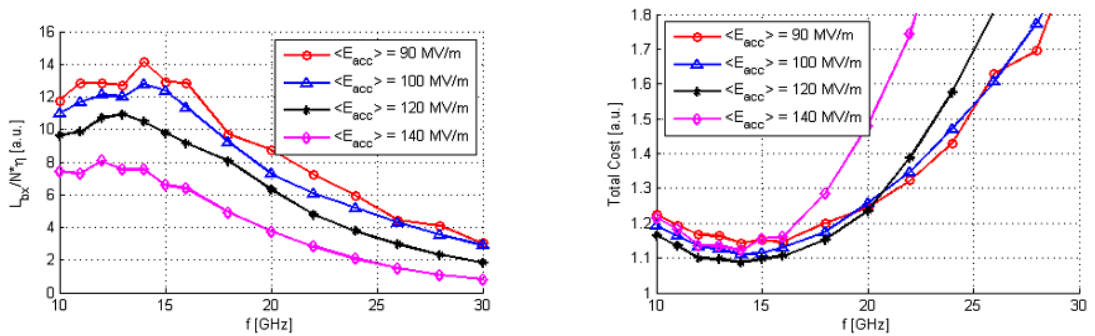 16
14
12
10
8
6
4
2
0
10
15
20
25
30
f [GHz]
L_bx/N*η [a.u.]
<E_acc> = 90 MV/m
<E_acc> = 100 MV/m
<E_acc> = 120 MV/m
<E_acc> = 140 MV/m
1.8
1.7
1.6
1.5
1.4
1.3
1.2
1.1
1
10
15
20
25
30
f [GHz]
Total Cost [a.u.]
<E_acc> = 90 MV/m
<E_acc> = 100 MV/m
<E_acc> = 120 MV/m
<E_acc> = 140 MV/m